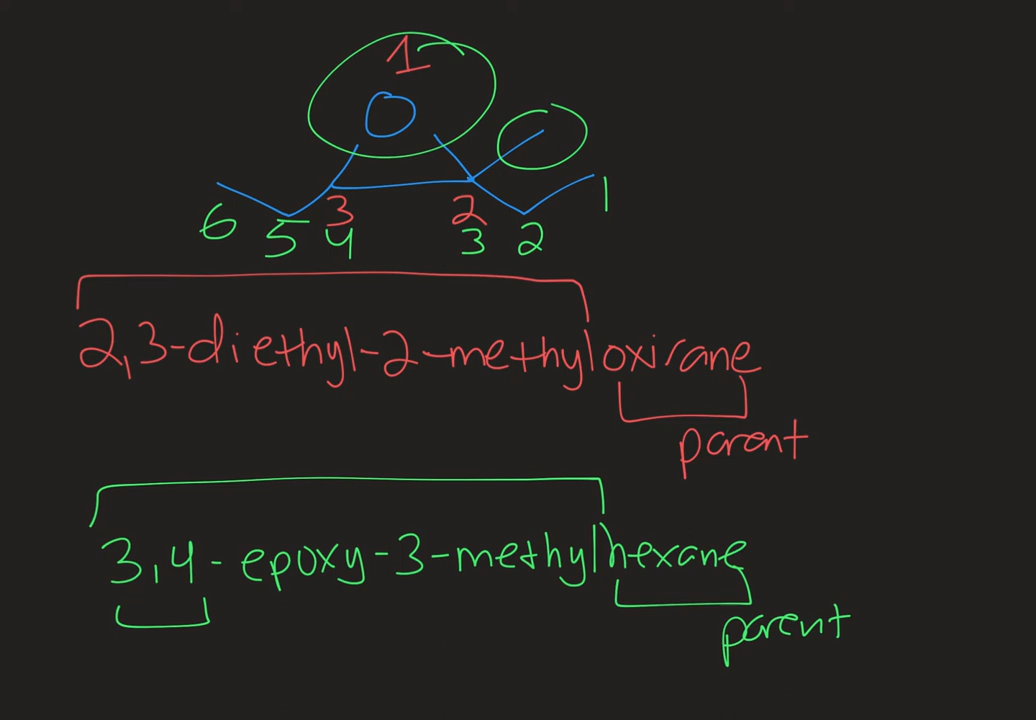 1
O
3 2 1
6 5 4 3 2
2,3-diethyl-2-methyloxirane
parent
3,4-epoxy-3-methylhexane
parent